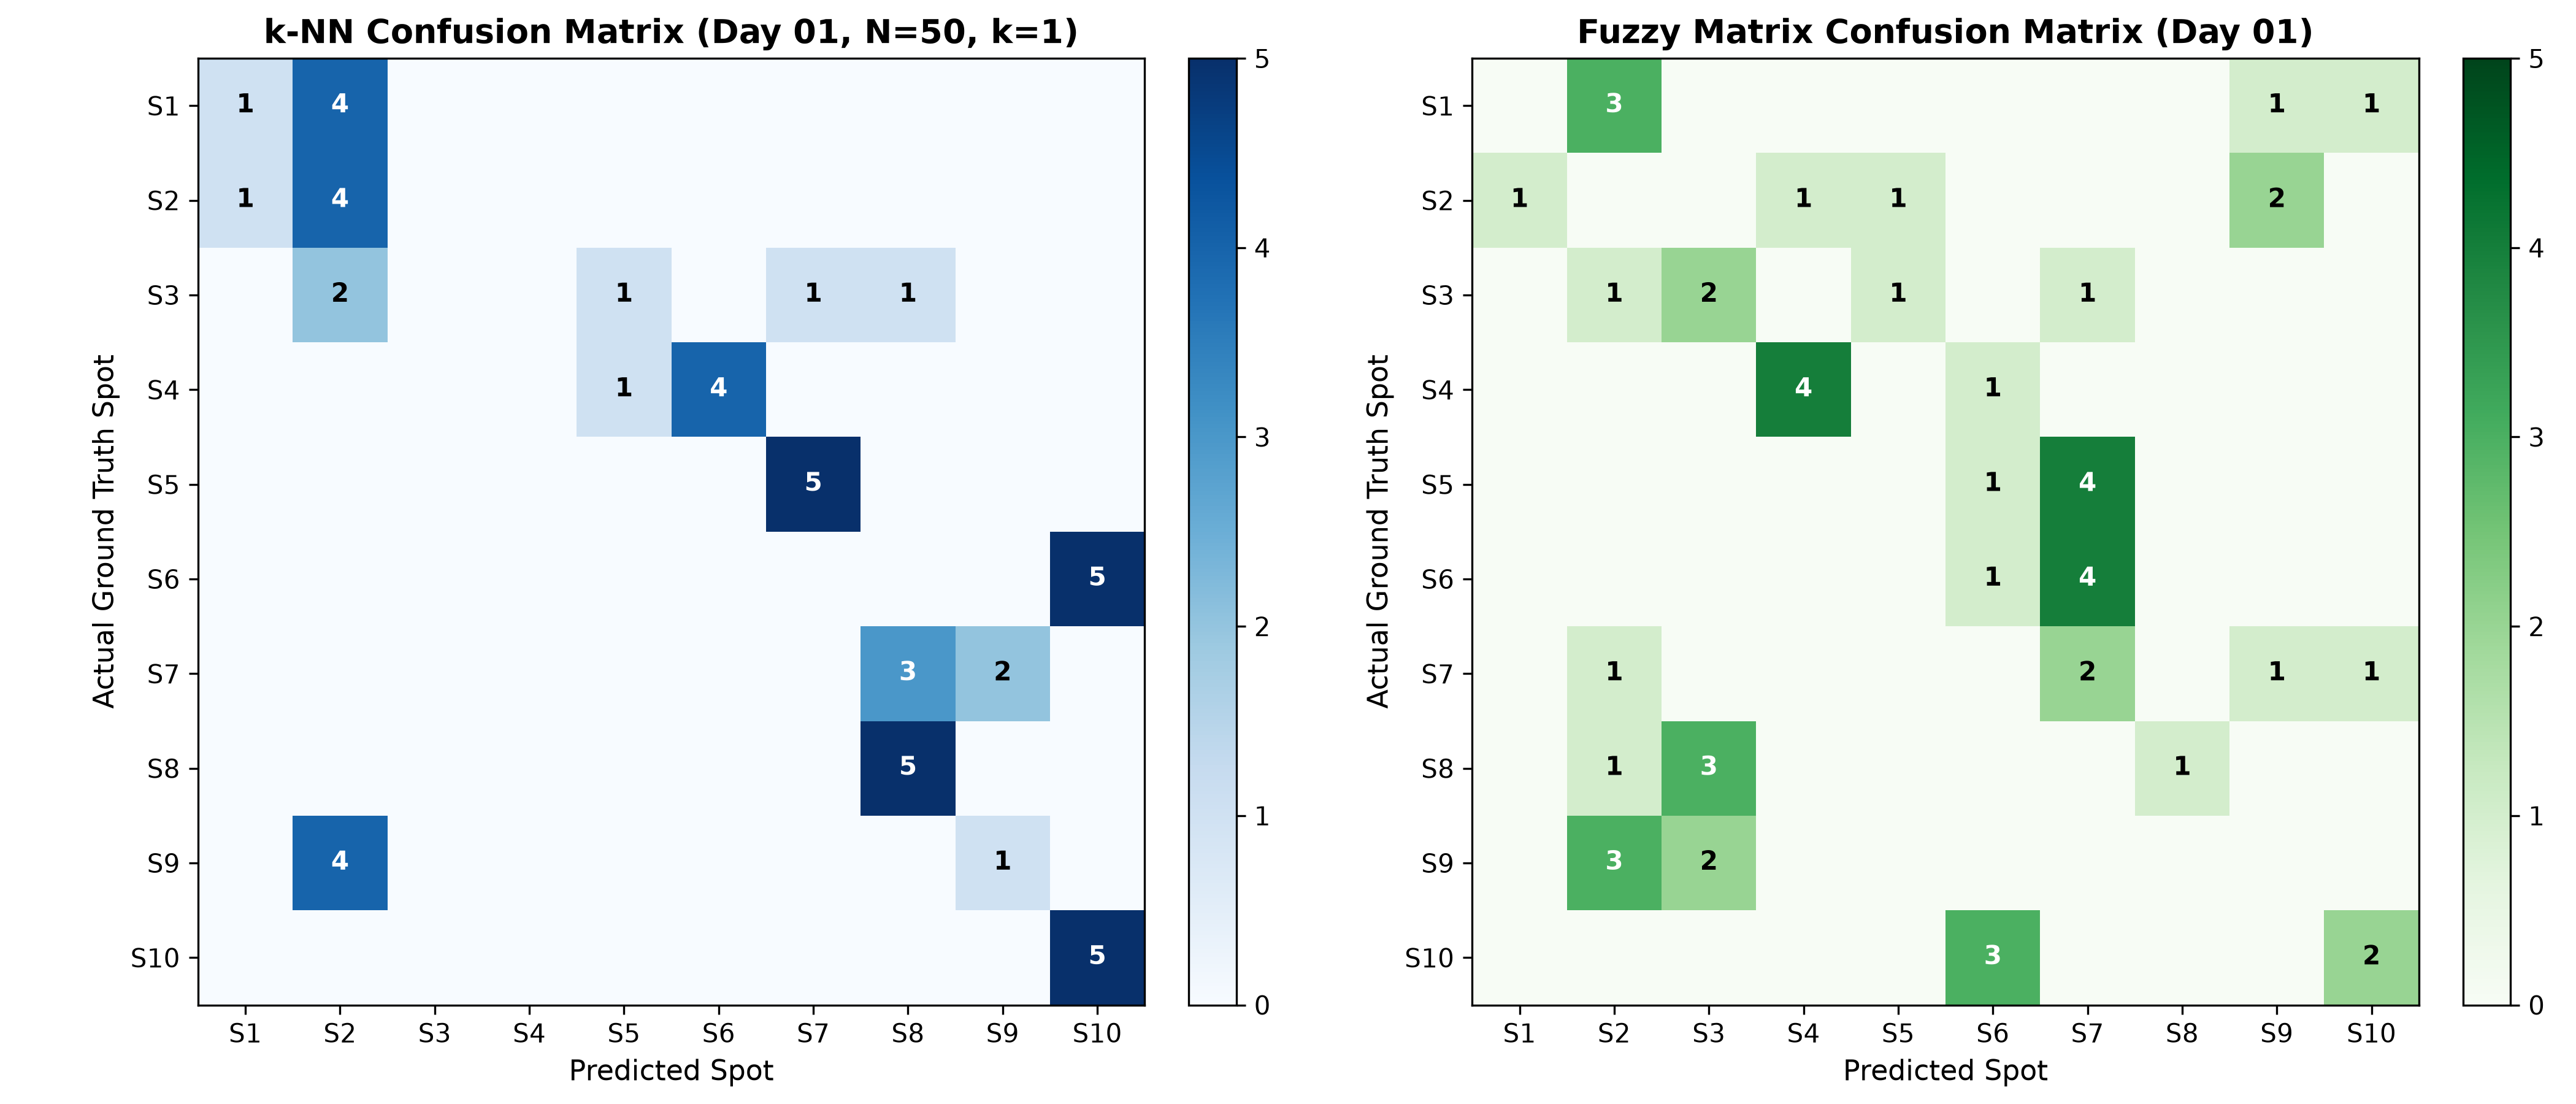 k-NN Confusion Matrix (Day 01, N=50, k=1)
Actual Ground Truth Spot
S1 1 4
S2 1 4
S3 2 1 1 1
S4 1 4
S5 5
S6 5
S7 3 2
S8 5
S9 4 1
S10 5
S1 S2 S3 S4 S5 S6 S7 S8 S9 S10
Predicted Spot
5
4
3
2
1
0
Fuzzy Matrix Confusion Matrix (Day 01)
Actual Ground Truth Spot
S1 3 1 1
S2 1 1 1 2
S3 1 2 1 1
S4 4 1
S5 1 4
S6 1 4
S7 1 2 1 1
S8 1 3 1
S9 3 2
S10 3 2
S1 S2 S3 S4 S5 S6 S7 S8 S9 S10
Predicted Spot
5
4
3
2
1
0